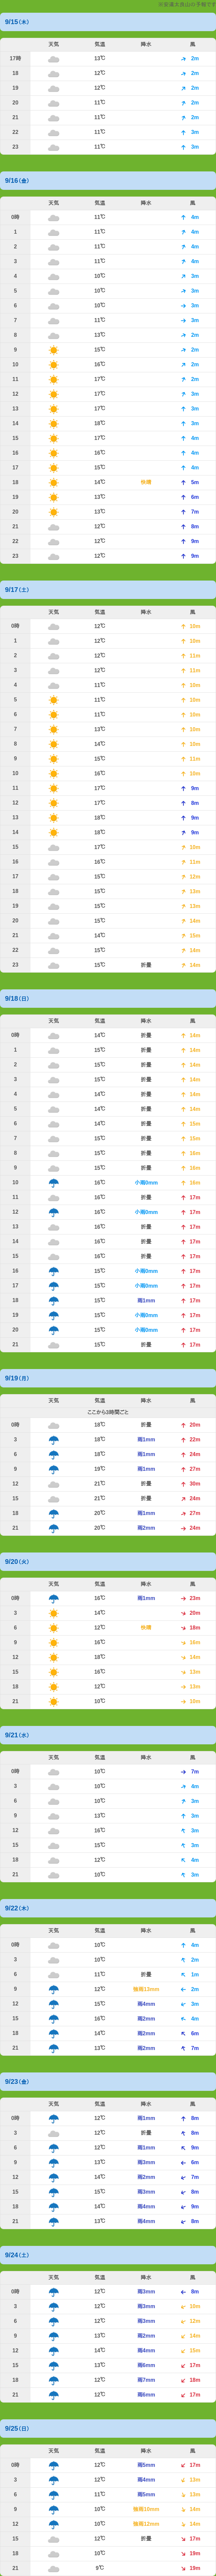 9/15(木)
天気 気温 降水 風
17時 13℃ 2m
18 12℃ 2m
19 12℃ 2m
20 11℃ 2m
21 11℃ 2m
22 11℃ 3m
23 11℃ 3m
9/16(金)
天気 気温 降水 風
0時 11℃ 4m
1 11℃ 4m
2 11℃ 4m
3 11℃ 4m
4 10℃ 3m
5 10℃ 3m
6 10℃ 3m
7 11℃ 3m
8 13℃ 2m
9 15℃ 2m
10 16℃ 2m
11 17℃ 2m
12 17℃ 3m
13 17℃ 3m
14 18℃ 3m
15 17℃ 4m
16 16℃ 4m
17 15℃ 4m
18 14℃ 快晴 5m
19 13℃ 6m
20 13℃ 7m
21 12℃ 8m
22 12℃ 9m
23 12℃ 9m
9/17(土)
天気 気温 降水 風
0時 12℃ 10m
1 12℃ 10m
2 12℃ 11m
3 12℃ 11m
4 11℃ 10m
5 11℃ 10m
6 11℃ 10m
7 13℃ 10m
8 14℃ 10m
9 15℃ 11m
10 16℃ 10m
11 17℃ 9m
12 17℃ 8m
13 18℃ 9m
14 18℃ 9m
15 17℃ 10m
16 16℃ 11m
17 15℃ 12m
18 15℃ 13m
19 15℃ 13m
20 15℃ 14m
21 14℃ 15m
22 15℃ 14m
23 15℃ 折畳 14m
9/18(日)
天気 気温 降水 風
0時 14℃ 折畳 14m
1 15℃ 折畳 14m
2 15℃ 折畳 14m
3 15℃ 折畳 14m
4 14℃ 折畳 14m
5 14℃ 折畳 14m
6 14℃ 折畳 15m
7 15℃ 折畳 15m
8 15℃ 折畳 16m
9 15℃ 折畳 16m
10 15℃ 小雨0mm 16m
11 16℃ 折畳 17m
12 16℃ 小雨0mm 17m
13 16℃ 折畳 17m
14 16℃ 折畳 17m
15 16℃ 折畳 17m
16 15℃ 小雨0mm 17m
17 15℃ 小雨0mm 17m
18 15℃ 雨1mm 17m
19 15℃ 小雨0mm 17m
20 15℃ 小雨0mm 17m
21 15℃ 折畳 17m
9/19(月)
天気 気温 降水 風
ここから3時間ごと
0時 18℃ 折畳 20m
3 18℃ 雨1mm 22m
6 18℃ 雨1mm 24m
9 19℃ 雨1mm 27m
12 21℃ 折畳 30m
15 21℃ 折畳 24m
18 20℃ 雨1mm 27m
21 20℃ 雨2mm 24m
9/20(火)
天気 気温 降水 風
0時 16℃ 雨1mm 23m
3 14℃ 20m
6 12℃ 快晴 18m
9 16℃ 16m
12 18℃ 14m
15 16℃ 13m
18 12℃ 13m
21 10℃ 10m
9/21(水)
天気 気温 降水 風
0時 10℃ 7m
3 10℃ 4m
6 10℃ 3m
9 13℃ 3m
12 16℃ 3m
15 15℃ 3m
18 12℃ 4m
21 10℃ 3m
9/22(木)
天気 気温 降水 風
0時 10℃ 4m
3 10℃ 2m
6 11℃ 折畳 1m
9 12℃ 強雨13mm 2m
12 15℃ 雨4mm 3m
15 16℃ 雨2mm 4m
18 14℃ 雨2mm 6m
21 13℃ 雨2mm 7m
9/23(金)
天気 気温 降水 風
0時 12℃ 雨1mm 8m
3 12℃ 折畳 8m
6 12℃ 雨1mm 9m
9 13℃ 雨3mm 6m
12 14℃ 雨2mm 7m
15 15℃ 雨3mm 8m
18 14℃ 雨4mm 9m
21 13℃ 雨4mm 8m
9/24(土)
天気 気温 降水 風
0時 12℃ 雨3mm 8m
3 12℃ 雨3mm 10m
6 12℃ 雨3mm 12m
9 13℃ 雨2mm 14m
12 14℃ 雨4mm 15m
15 13℃ 雨6mm 17m
18 12℃ 雨7mm 18m
21 12℃ 雨6mm 17m
9/25(日)
天気 気温 降水 風
0時 12℃ 雨5mm 17m
3 12℃ 雨4mm 13m
6 11℃ 雨5mm 13m
9 10℃ 強雨10mm 14m
12 10℃ 強雨12mm 14m
15 12℃ 折畳 17m
18 10℃ 19m
21 9℃ 19m